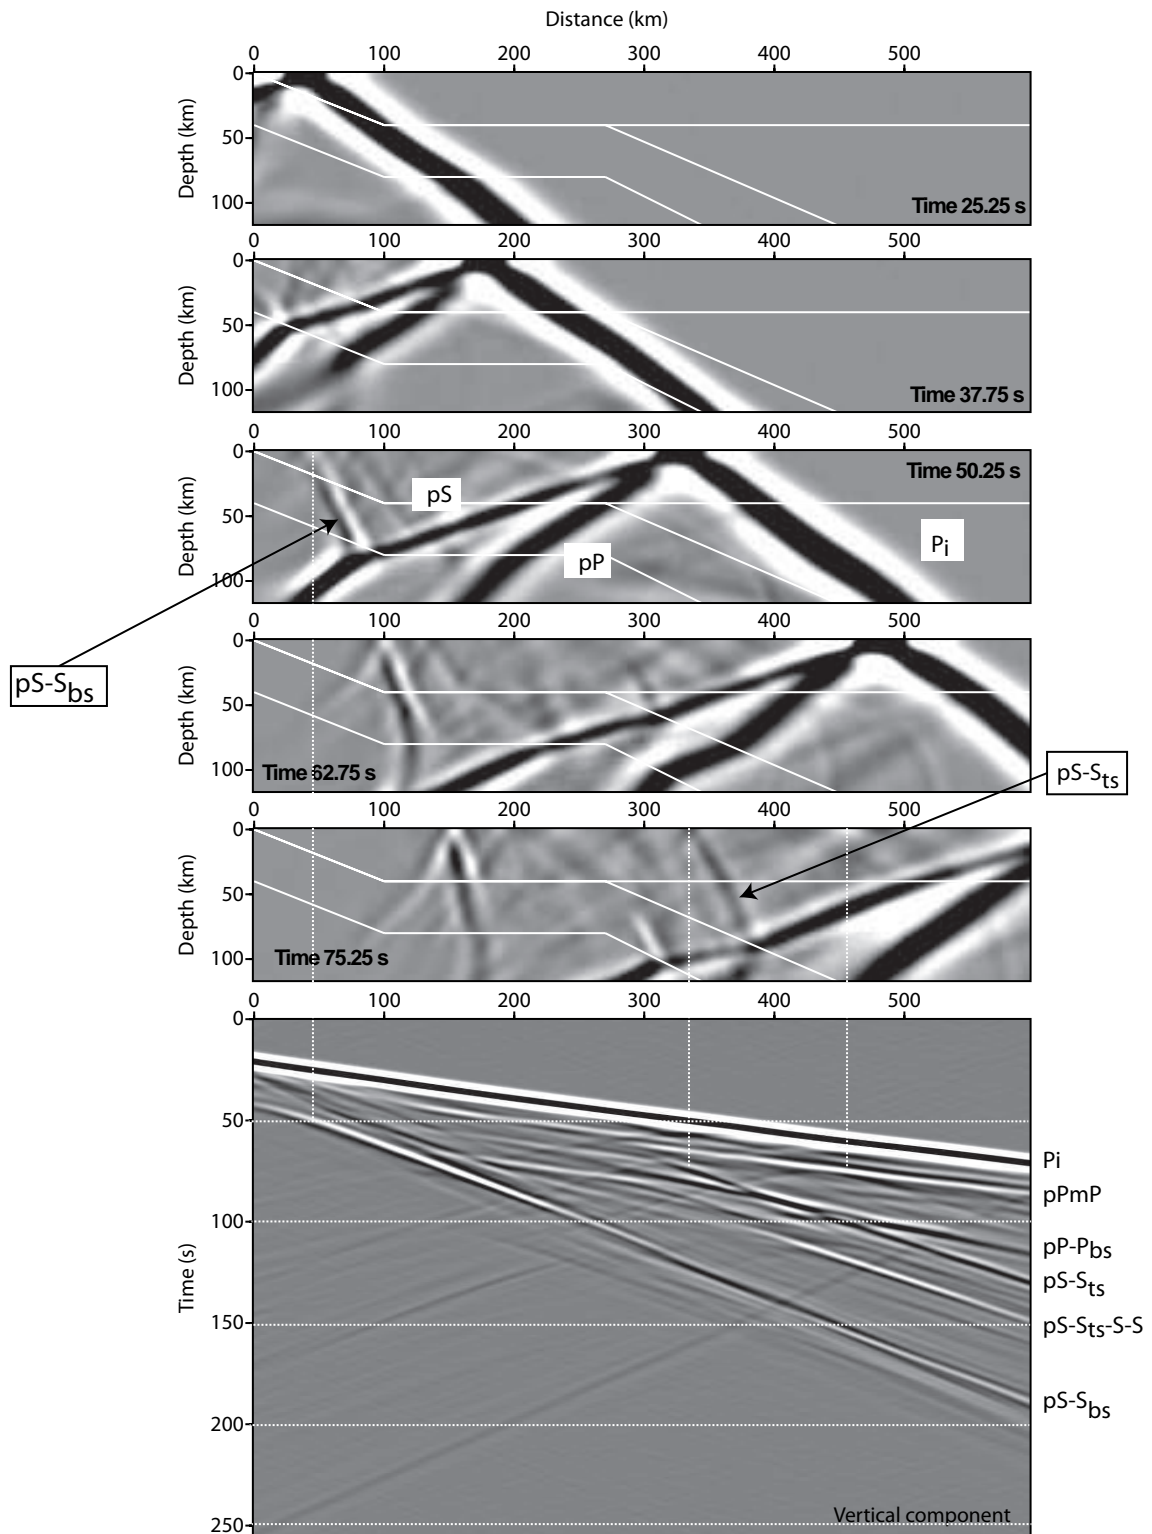 Distance (km)
0 100 200 300 400 500
0
50
100
Depth (km)
Time 25.25 s
0 100 200 300 400 500
0
50
100
Depth (km)
Time 37.75 s
0 100 200 300 400 500
0
50
100
Depth (km)
Time 50.25 s
pS
pP
Pi
pS-Sbs
0 100 200 300 400 500
0
50
100
Depth (km)
Time 62.75 s
pS-Sts
0 100 200 300 400 500
0
50
100
Depth (km)
Time 75.25 s
0 100 200 300 400 500
0
50
100
150
200
250
Time (s)
Pi
pPmP
pP-Pbs
pS-Sts
pS-Sts-S-S
pS-Sbs
Vertical component